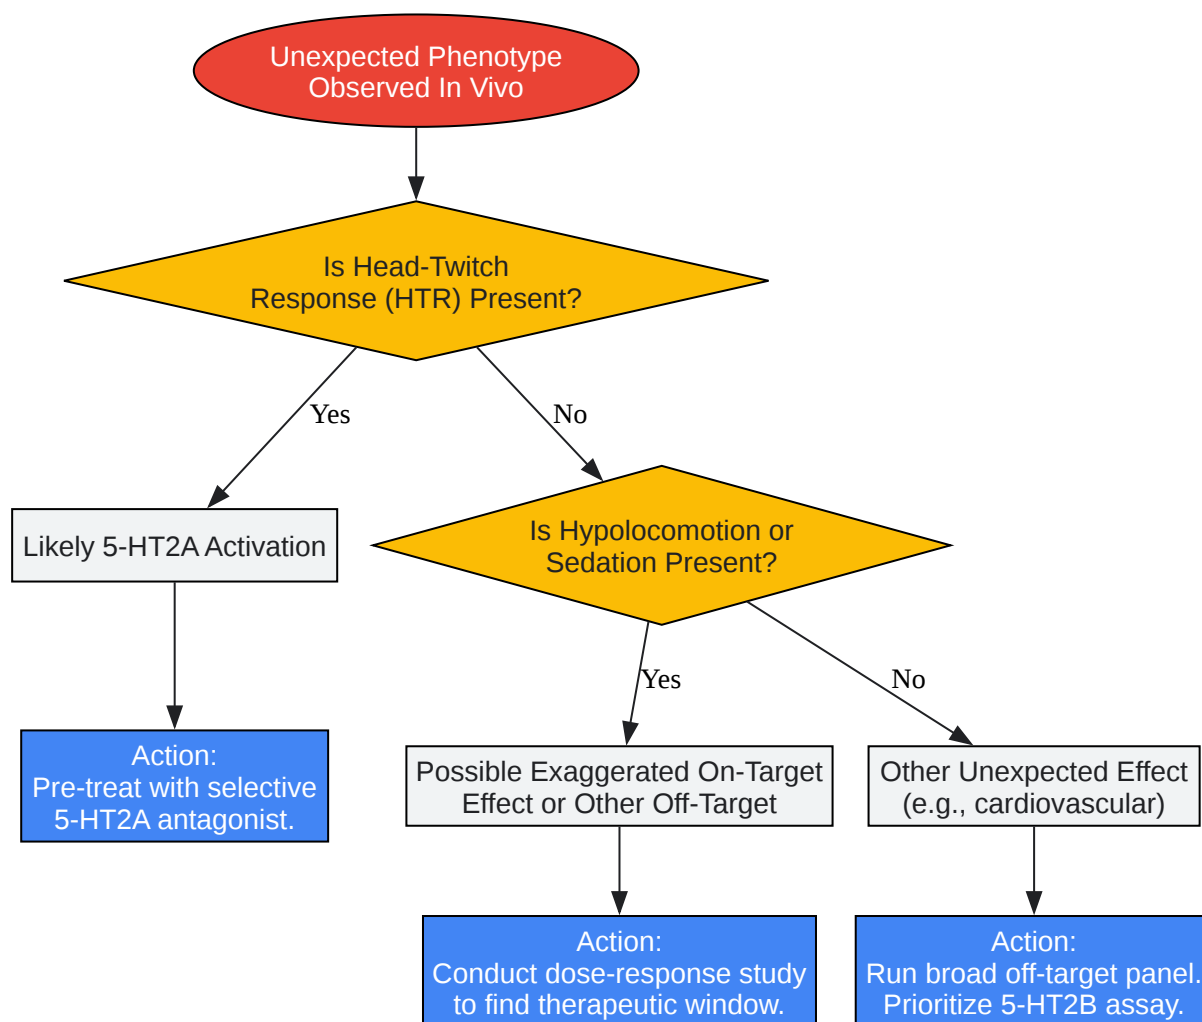 Unexpected Phenotype
Observed In Vivo
Is Head-Twitch
Response (HTR) Present?
Yes
No
Likely 5-HT2A Activation
Is Hypolocomotion or
Sedation Present?
Yes
No
Action:
Pre-treat with selective
5-HT2A antagonist.
Possible Exaggerated On-Target
Effect or Other Off-Target
Other Unexpected Effect
(e.g., cardiovascular)
Action:
Conduct dose-response study
to find therapeutic window.
Action:
Run broad off-target panel.
Prioritize 5-HT2B assay.